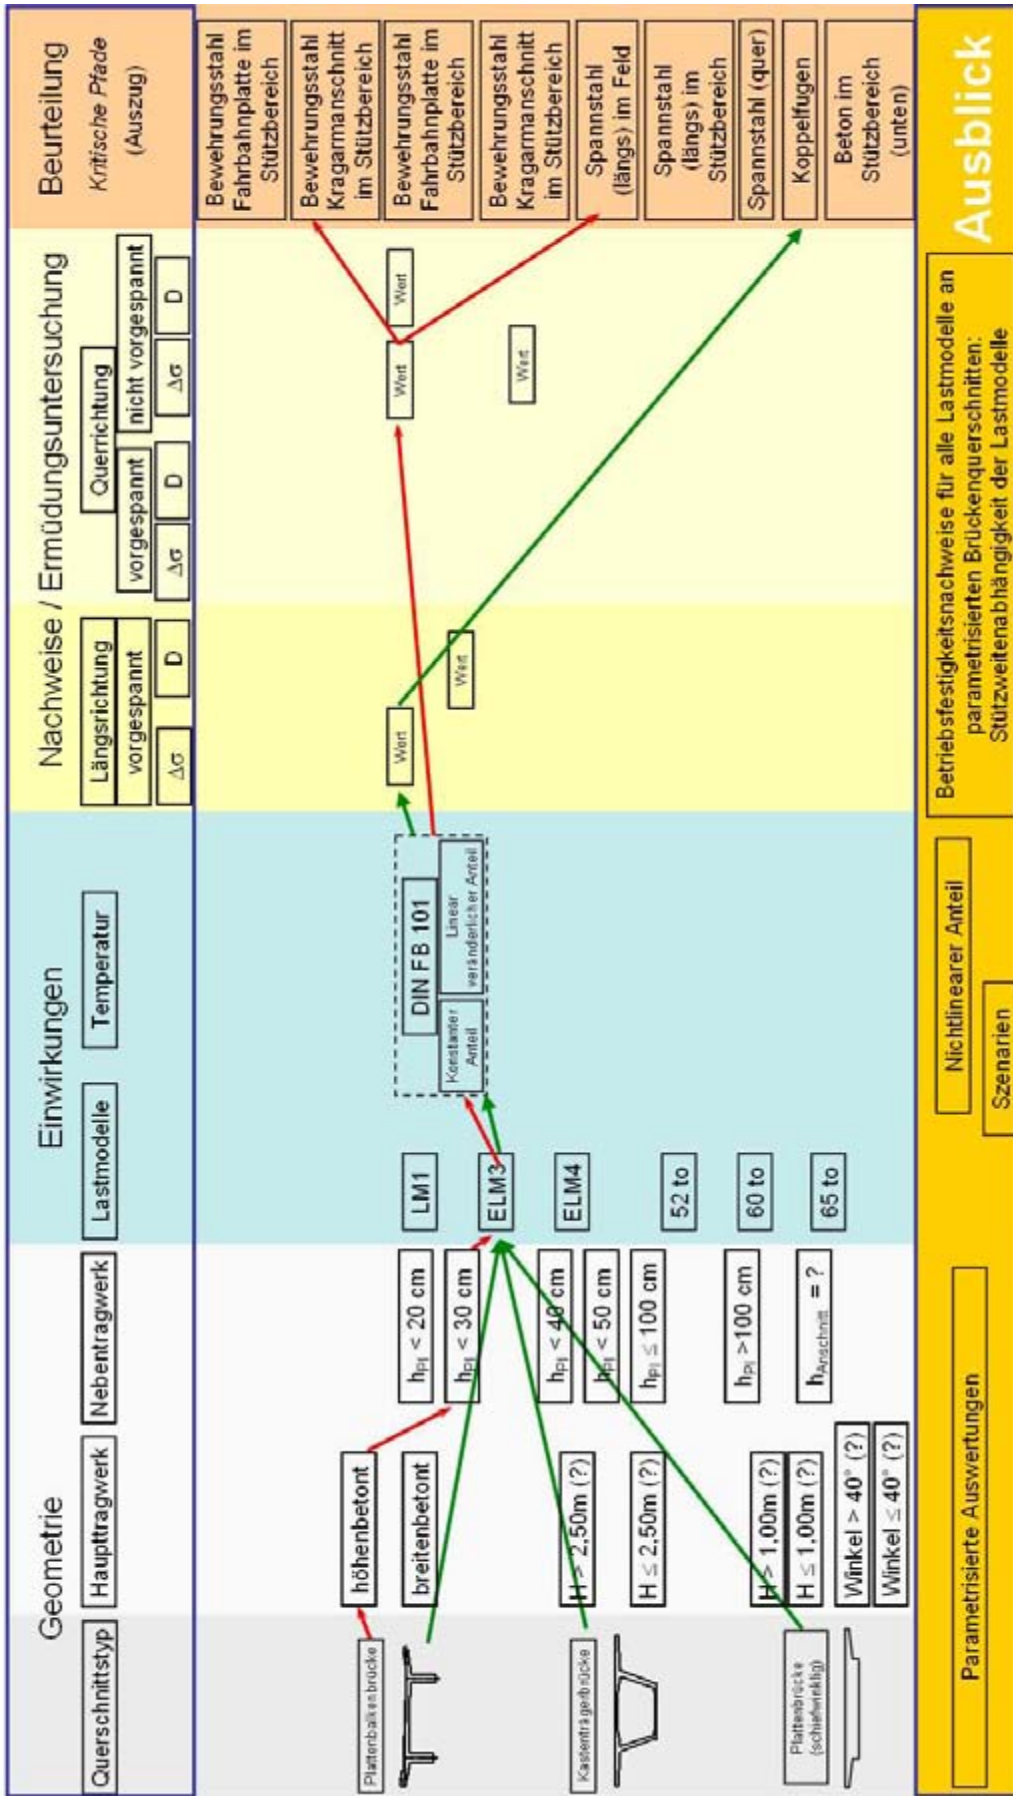 Geometrie
Einwirkungen
Nachweise / Ermüdungsuntersuchung
Beurteilung
Querschnittstyp
Haupttragwerk
Nebentragwerk
Lastmodelle
Temperatur
Längsrichtung
vorgespannt
Δσ
D
Querrichtung
vorgespannt
nicht vorgespannt
Δσ
D
Δσ
D
Kritische Pfade
(Auszug)
Plattenbalkenbrücke
Kastenträgerbrücke
Plattenbrücke
(schiefwinklig)
höhenbetont
breitenbetont
H > 2,50m (?)
H ≤ 2,50m (?)
H > 1,00m (?)
H ≤ 1,00m (?)
Winkel > 40° (?)
Winkel ≤ 40° (?)
hPl < 20 cm
hPl < 30 cm
hPl < 40 cm
hPl < 50 cm
hPl ≤ 100 cm
hPl >100 cm
hAnschnitt = ?
LM1
ELM3
ELM4
52 to
60 to
65 to
DIN FB 101
Konstanter
Anteil
Linear
veränderlicher Anteil
Wert
Wert
Wert
Wert
Wert
Bewehrungsstahl
Fahrbahnplatte im
Stützbereich
Bewehrungsstahl
Kragarmanschnitt
im Stützbereich
Bewehrungsstahl
Fahrbahnplatte im
Stützbereich
Bewehrungsstahl
Kragarmanschnitt
im Stützbereich
Spannstahl
(längs) im Feld
Spannstahl
(längs) im
Stützbereich
Spannstahl (quer)
Koppelfugen
Beton im
Stützbereich
(unten)
Parametrisierte Auswertungen
Nichtlinearer Anteil
Szenarien
Betriebsfestigkeitsnachweise für alle Lastmodelle an
parametrisierten Brückenquerschnitten:
Stützweitenabhängigkeit der Lastmodelle
Ausblick